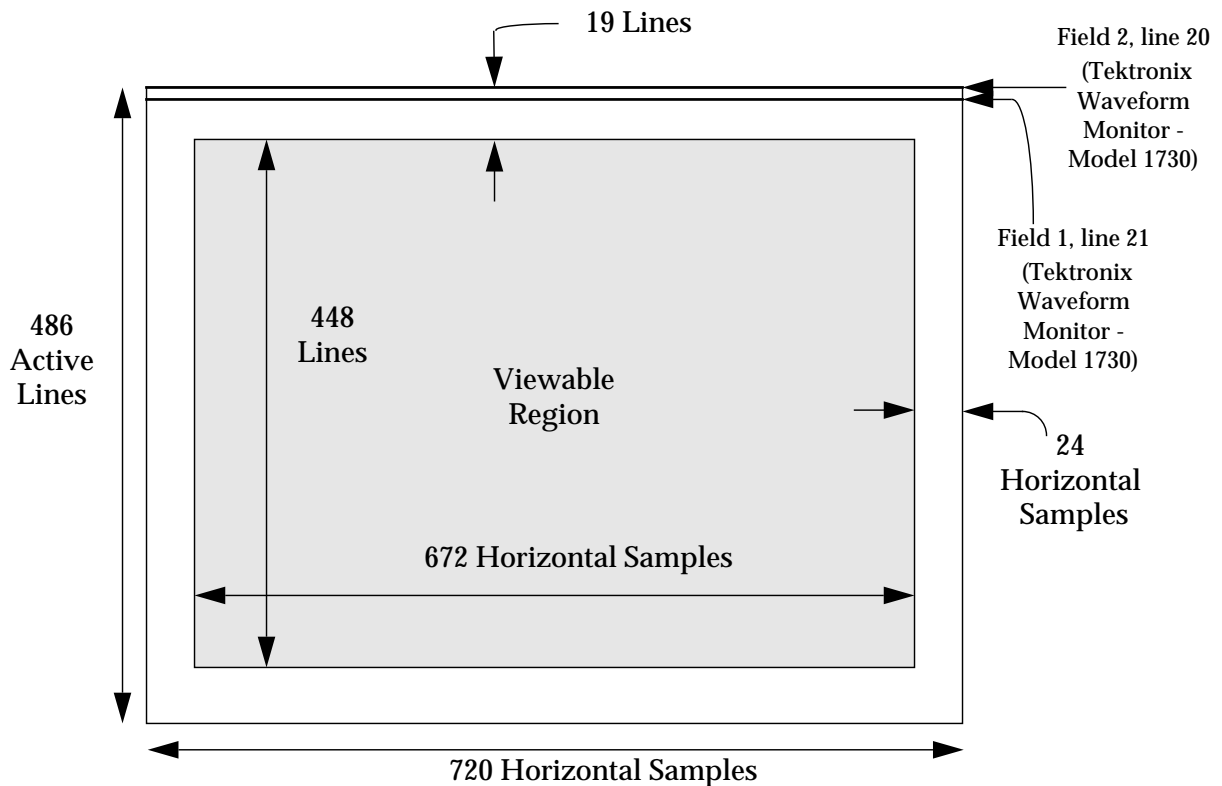 19 Lines
Field 2, line 20
(Tektronix
Waveform
Monitor -
Model 1730)
Field 1, line 21
(Tektronix
Waveform
Monitor -
Model 1730)
486
Active
Lines
448
Lines
Viewable
Region
24
Horizontal
Samples
672 Horizontal Samples
720 Horizontal Samples